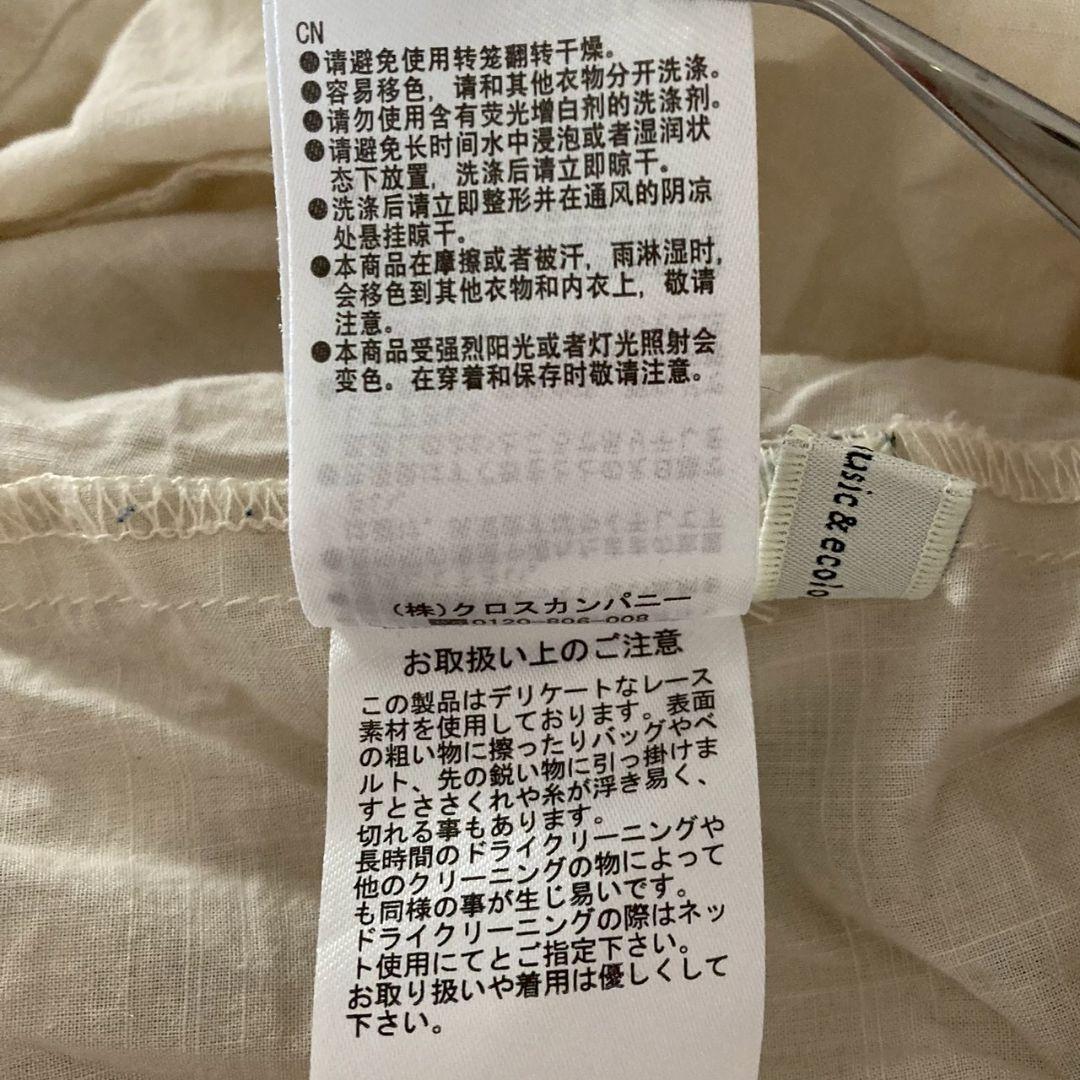 CN
●请避免使用转笼翻转干燥。
●容易移色，请和其他衣物分开洗涤。
●请勿使用含有荧光增白剂的洗涤剂。
●请避免长时间水中浸泡或者湿润状
态下放置，洗涤后请立即晾干。
●洗涤后请立即整形并在通风的阴凉
处悬挂晾干。
●本商品在摩擦或者被汗，雨淋湿时，
会移色到其他衣物和内衣上，敬请
注意。
●本商品受强烈阳光或者灯光照射会
变色。在穿着和保存时敬请注意。
usic&ecolo
(株)クロスカンパニー
0120-806-008
お取扱い上のご注意
この製品はデリケートなレース
素材を使用しております。表面
の粗い物に擦ったりバッグやベ
ルト、先の鋭い物に引っ掛けま
すとささくれや糸が浮き易く、
切れる事もあります。
長時間のドライクリーニングや
他のクリーニングの物によって
も同様の事が生じ易いです。
ドライクリーニングの際はネッ
ト使用にてとご指定下さい。
お取り扱いや着用は優しくして
下さい。